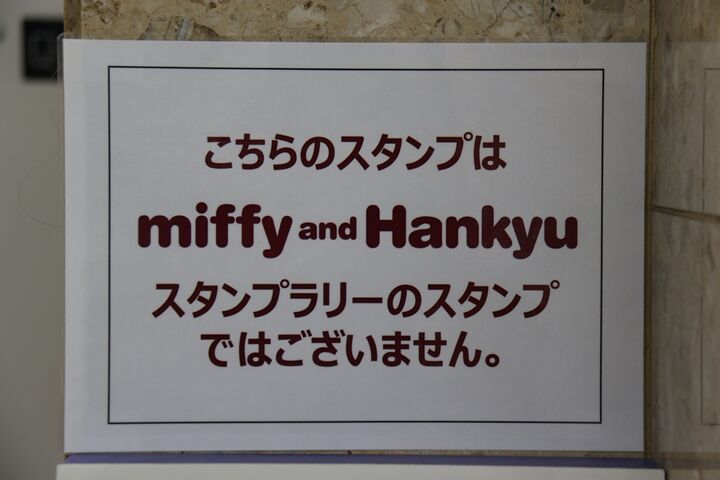 こちらのスタンプは
miffy and Hankyu
スタンプラリーのスタンプ
ではございません。